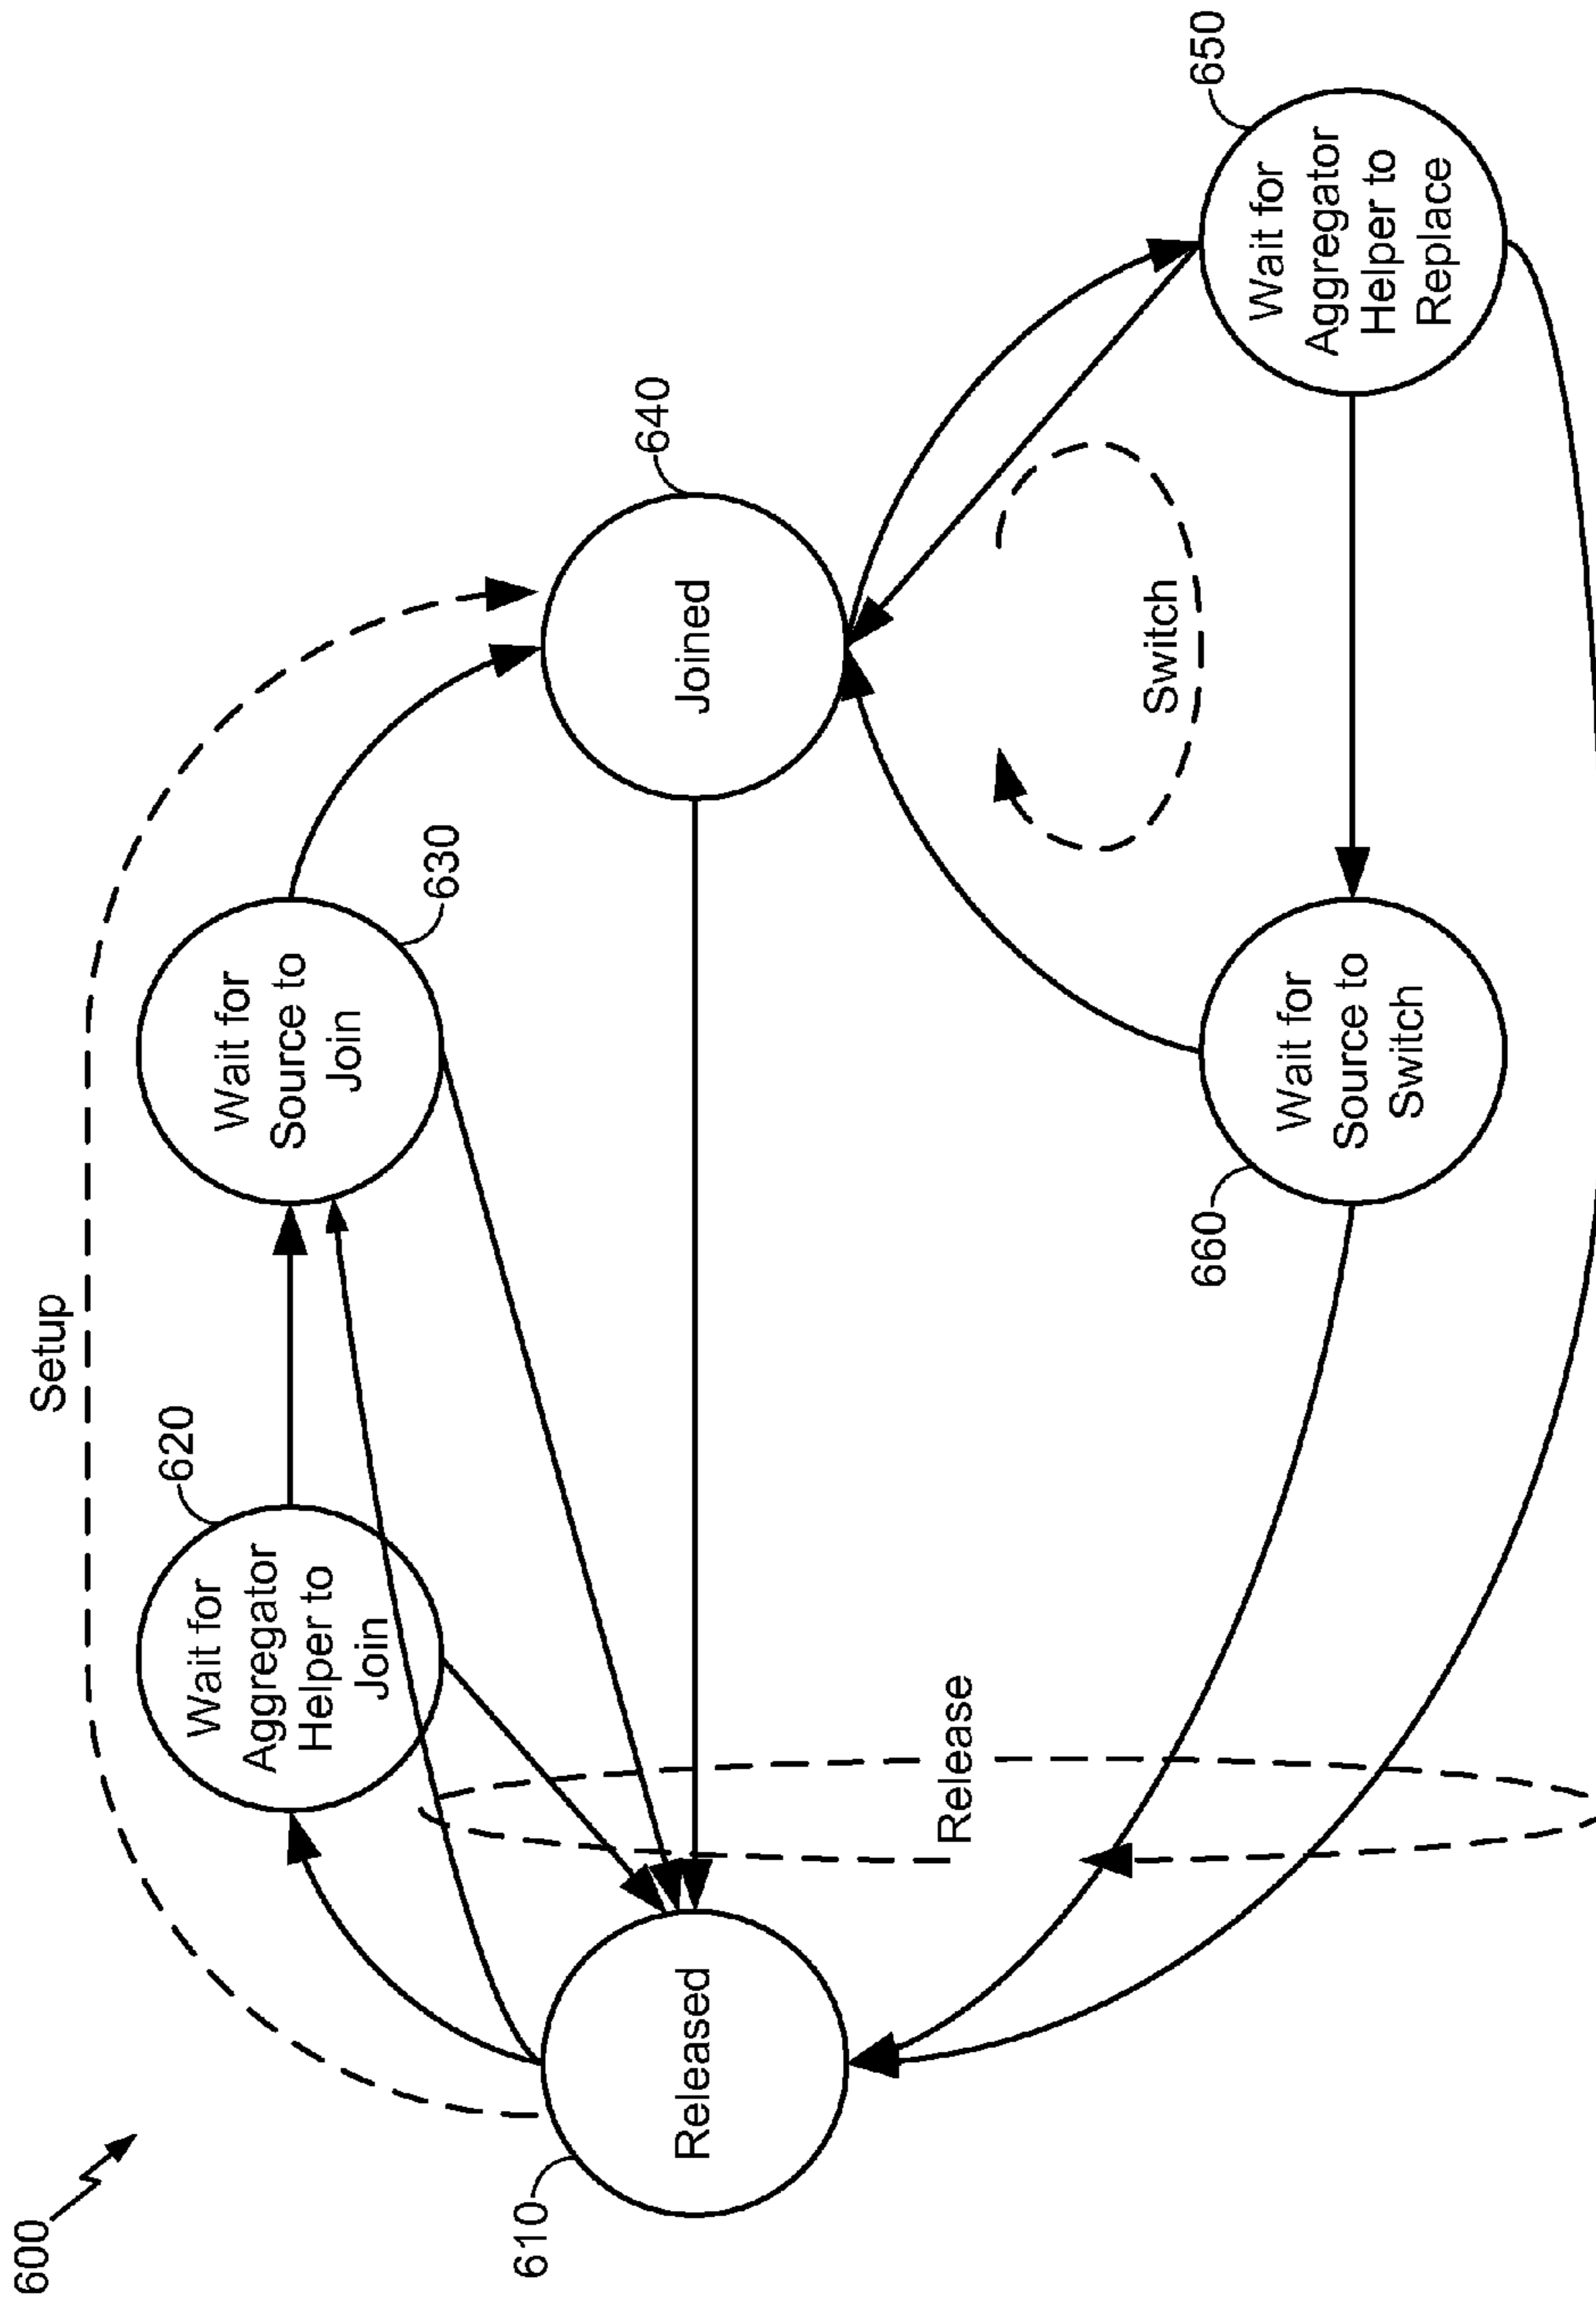 600
Setup
620
Wait for
Aggregator
Helper to
Join
Wait for
Source to
Join
630
610
Released
Joined
640
Release
Switch
660
Wait for
Source to
Switch
650
Wait for
Aggregator
Helper to
Replace